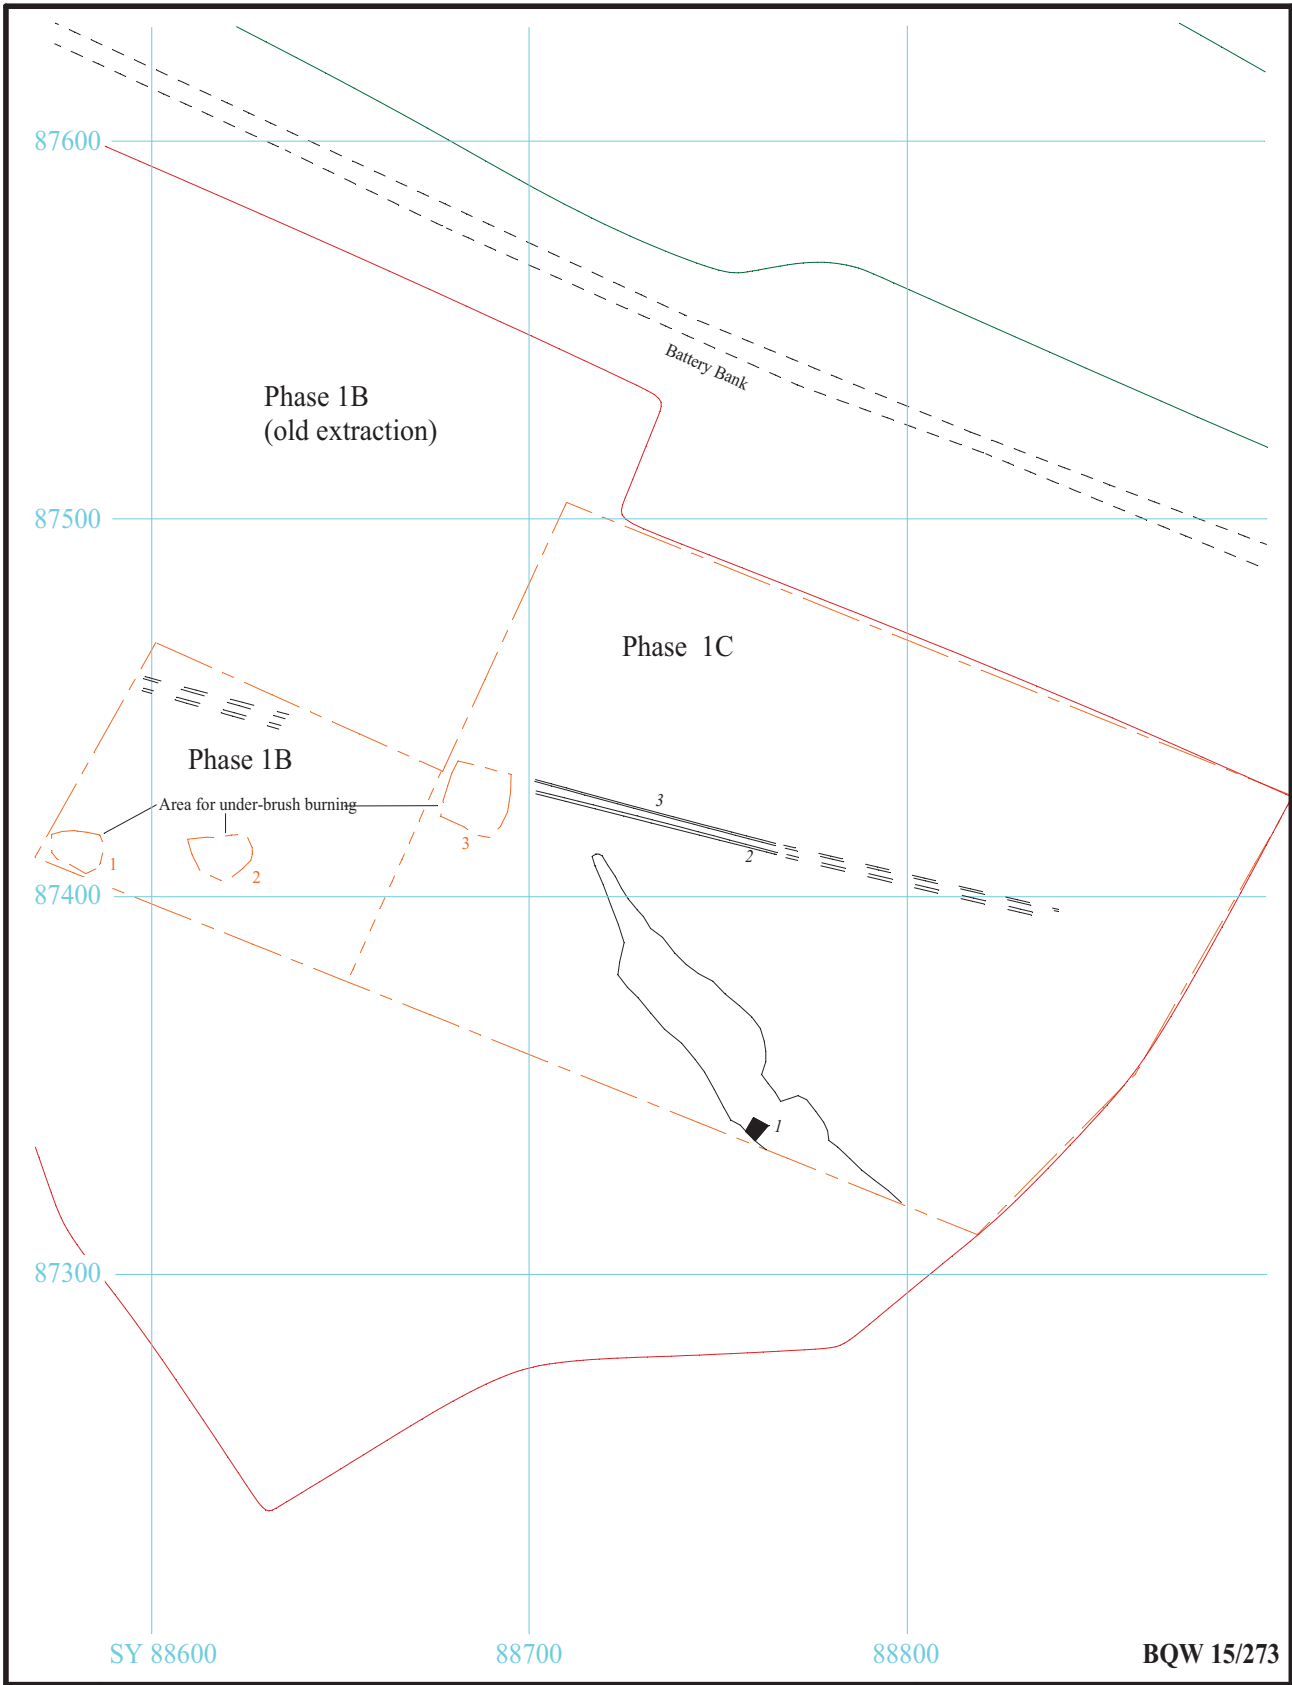 87600
Battery Bank
Phase 1B
(old extraction)
87500
Phase 1C
Phase 1B
Area for under-brush burning
3
2
3
1
2
87400
1
87300
SY 88600
88700
88800
BQW 15/273